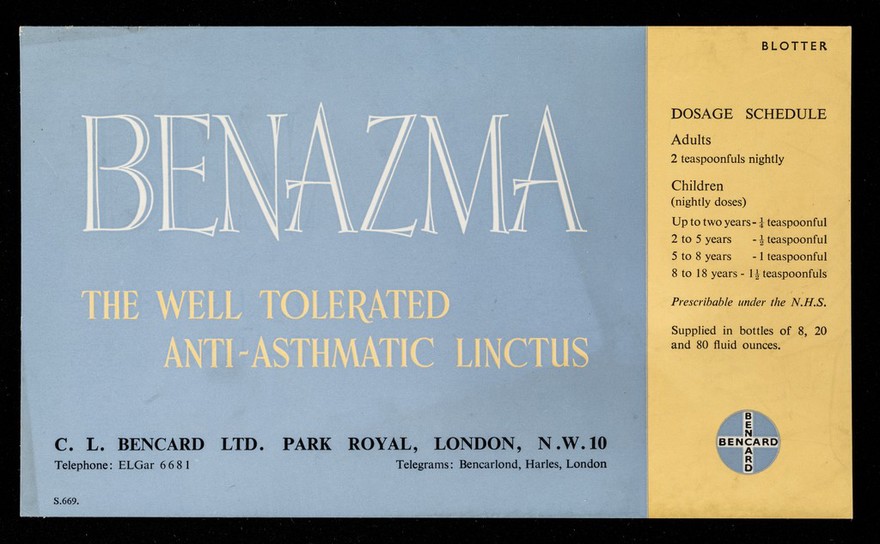 BENAZMA
THE WELL TOLERATED
ANTI-ASTHMATIC LINCTUS
C. L. BENCARD LTD. PARK ROYAL, LONDON, N.W.10
Telephone: ELGar 6681 Telegrams: Bencarlond, Harles, London
S.669.
BLOTTER
DOSAGE SCHEDULE
Adults
2 teaspoonfuls nightly
Children
(nightly doses)
Up to two years - ¼ teaspoonful
2 to 5 years - ½ teaspoonful
5 to 8 years - 1 teaspoonful
8 to 18 years - 1½ teaspoonfuls
Prescribable under the N.H.S.
Supplied in bottles of 8, 20
and 80 fluid ounces.
BENCARD
BENCARD